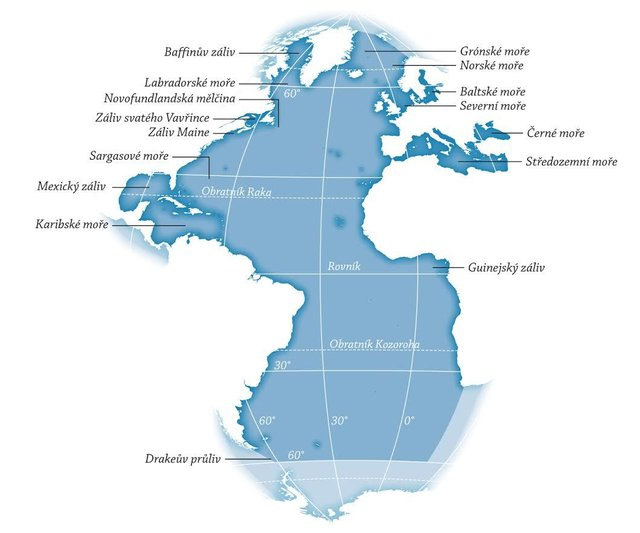 Baffinův záliv
Grónské moře
Norské moře
Labradorské moře
60°
Baltské moře
Novofundlandská mělčina
Severní moře
Záliv svatého Vavřince
Záliv Maine
Černé moře
Sargasové moře
Středozemní moře
Mexický záliv
Obratník Raka
Karibské moře
Rovník
Guinejský záliv
Obratník Kozoroha
30°
60°
30°
0°
60°
Drakeův průliv